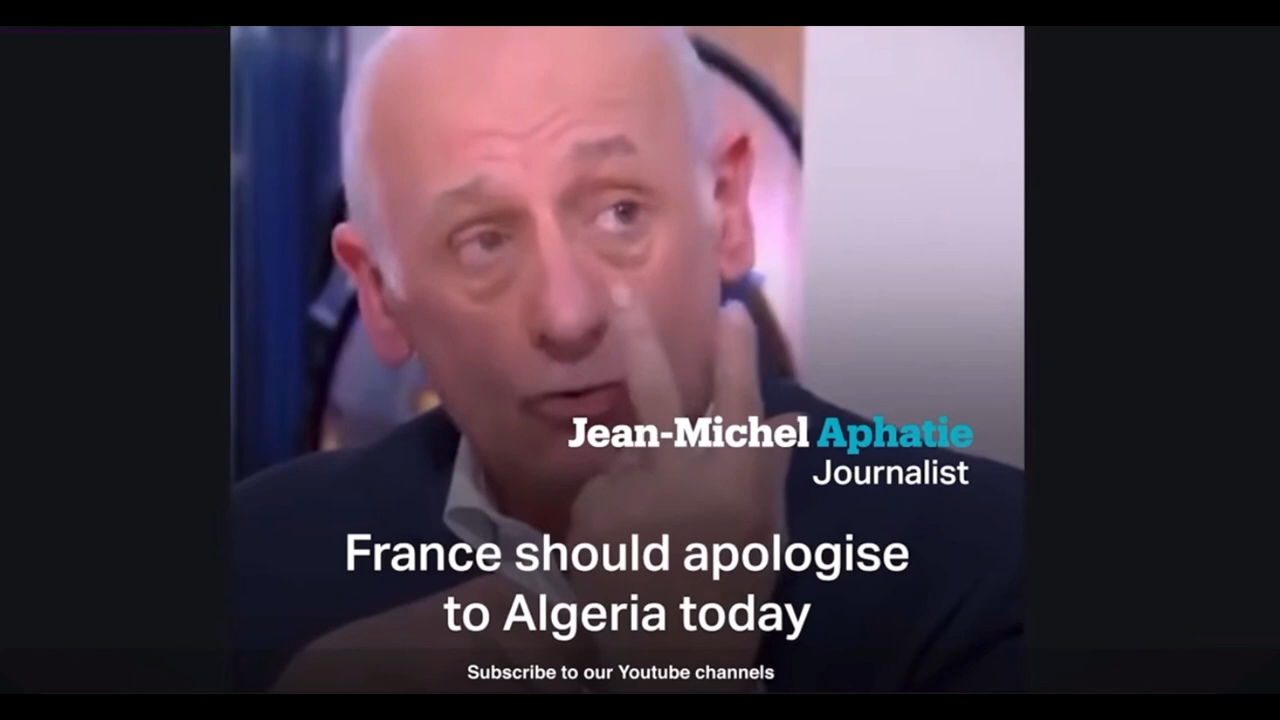 Jean-Michel Aphatie
Journalist
France should apologise
to Algeria today
Subscribe to our Youtube channels